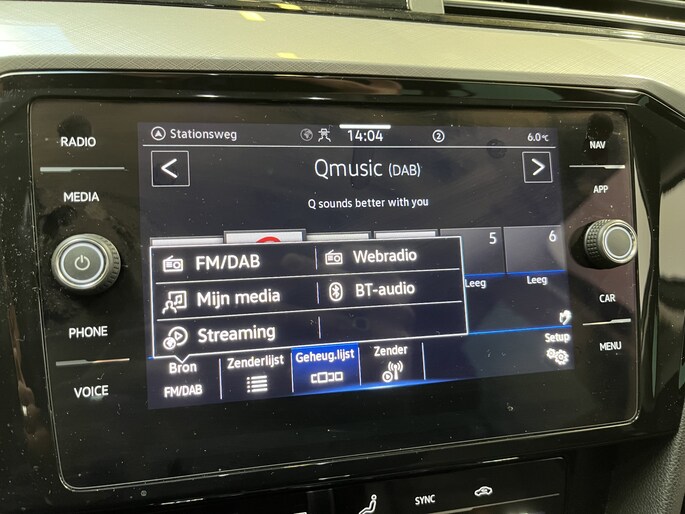 RADIO
MEDIA
PHONE
VOICE
Stationsweg
14:04
2
6.0°C
Qmusic (DAB)
Q sounds better with you
FM/DAB
Webradio
Mijn media
BT-audio
Streaming
5
6
Leeg
Leeg
Bron
FM/DAB
Zenderlijst
Geheug.lijst
Zender
Setup
NAV
APP
CAR
MENU
SYNC